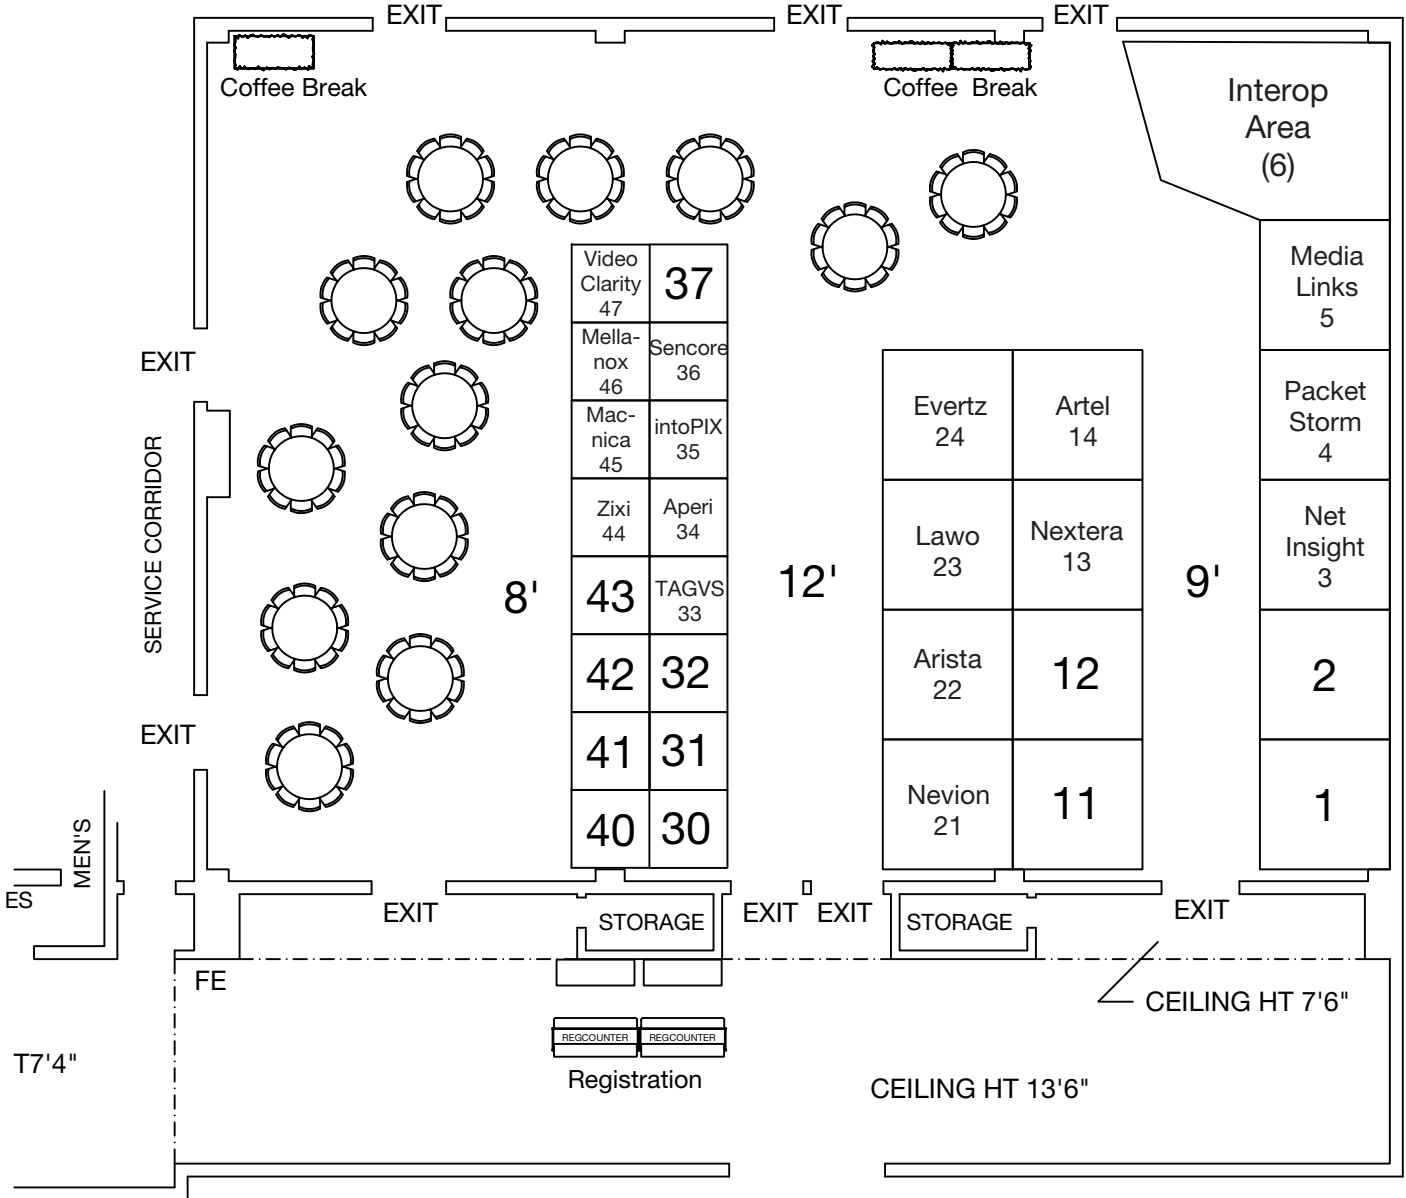 EXIT
EXIT
EXIT
Coffee Break
Coffee Break
Interop
Area
(6)
Video
Clarity
47
37
Media
Links
5
EXIT
Mella-
nox
46
Sencore
36
Evertz
24
Artel
14
Packet
Storm
4
Mac-
nica
45
intoPIX
35
SERVICE CORRIDOR
Zixi
44
Aperi
34
Lawo
23
Nextera
13
Net
Insight
3
8'
12'
9'
43
TAGVS
33
42
32
Arista
22
12
2
EXIT
41
31
Nevion
21
11
1
40
30
MEN'S
ES
EXIT
STORAGE
EXIT
EXIT
STORAGE
EXIT
FE
CEILING HT 7'6"
REGCOUNTER
REGCOUNTER
T7'4"
Registration
CEILING HT 13'6"